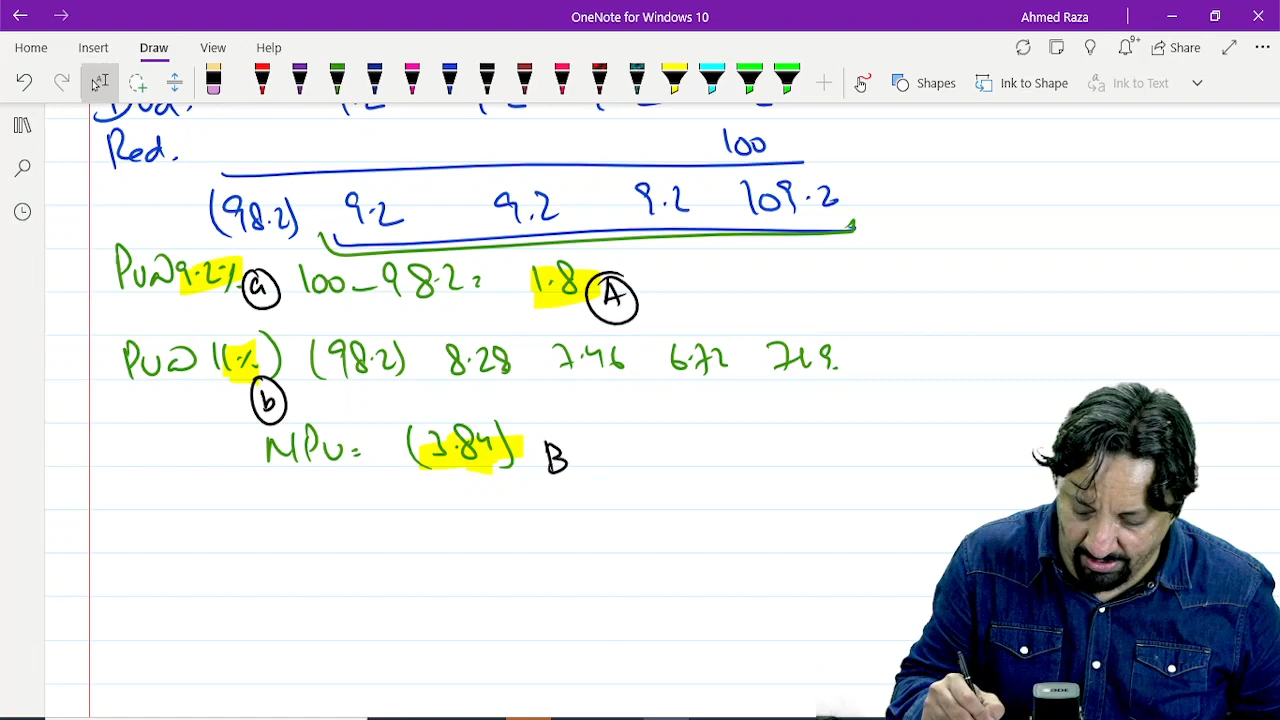 OneNote for Windows 10
Ahmed Raza
Home Insert Draw View Help
9+ Share
Shapes Ink to Shape Ink to Text
Red. 100
(98.2) 9.2 9.2 9.2 109.2
PV@ 9.2% a 100 - 98.2 = 1.8 A
PV@ 11%) (98.2) 8.28 7.46 6.72
b
NPV = (3.84) B